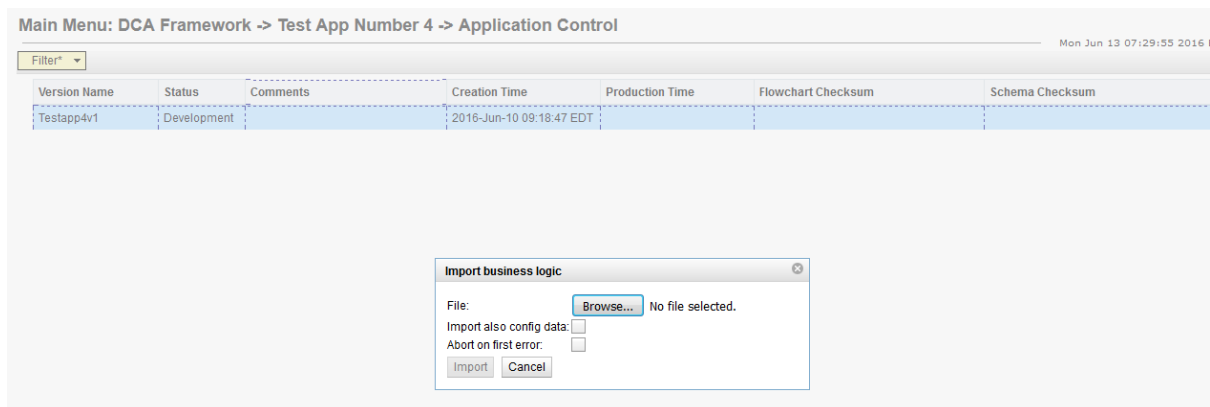 Main Menu: DCA Framework -> Test App Number 4 -> Application Control
Mon Jun 13 07:29:55 2016
Filter*
Version Name Status Comments Creation Time Production Time Flowchart Checksum Schema Checksum
Testapp4v1 Development 2016-Jun-10 09:18:47 EDT
Import business logic
File: Browse... No file selected.
Import also config data:
Abort on first error:
Import Cancel